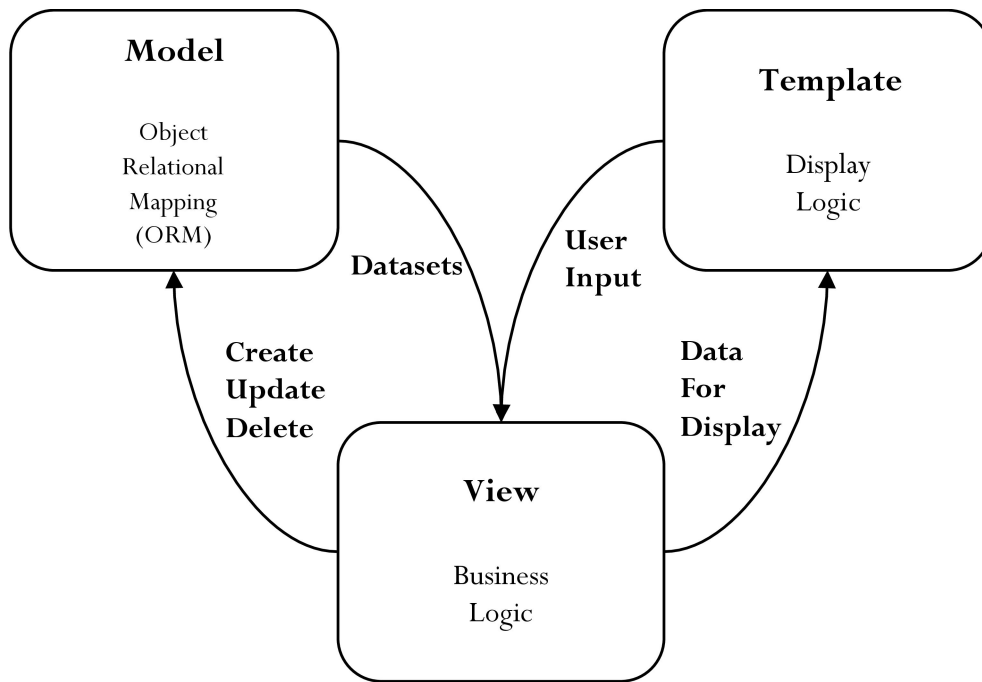 Model
Object
Relational
Mapping
(ORM)
Template
Display
Logic
Datasets
User
Input
Create
Update
Delete
Data
For
Display
View
Business
Logic